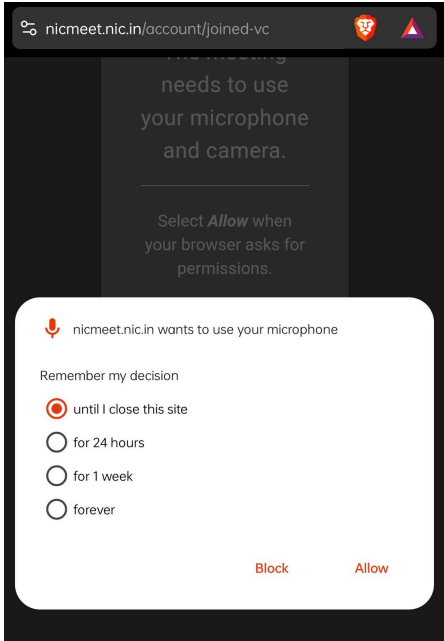 nicmeet.nic.in/account/joined-vc
The meeting
needs to use
your microphone
and camera.
Select Allow when
your browser asks for
permissions.
nicmeet.nic.in wants to use your microphone
Remember my decision
until I close this site
for 24 hours
for 1 week
forever
Block Allow